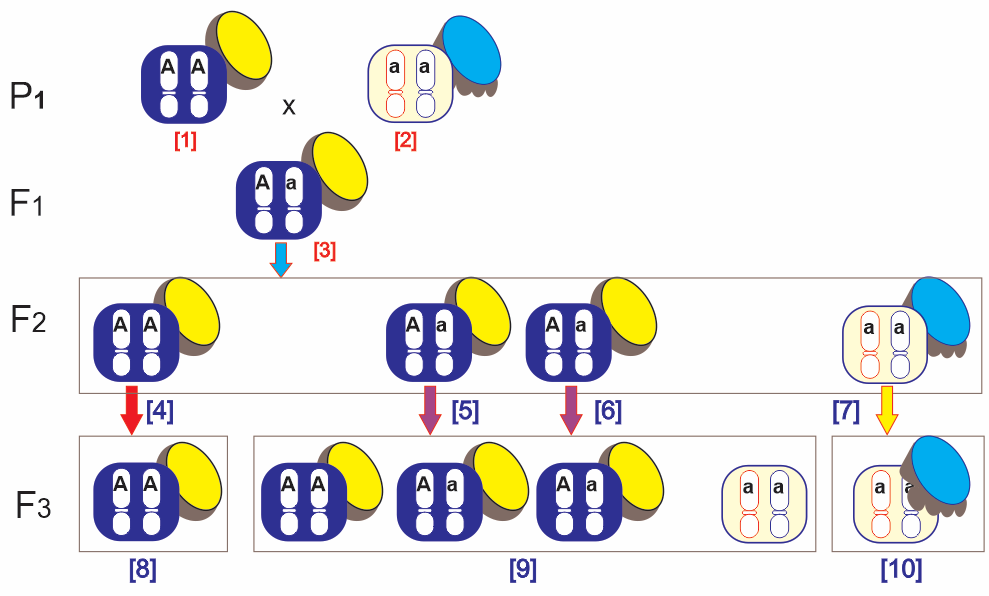 P1
A A
x
a a
[1]
[2]
F1
A a
[3]
F2
A A
A a
A a
a a
[4]
[5]
[6]
[7]
F3
A A
A A
A a
A a
a a
a a
[8]
[9]
[10]